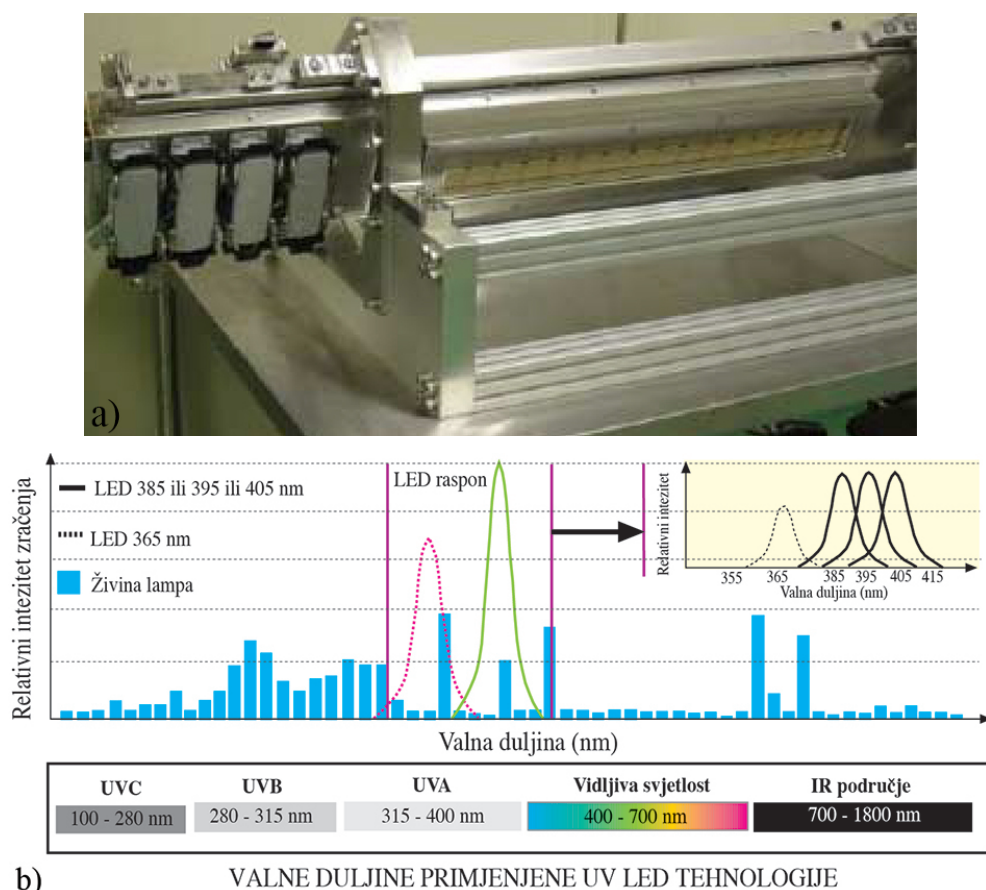 a)
Relativni intezitet zračenja
LED 385 ili 395 ili 405 nm
LED 365 nm
Živina lampa
LED raspon
Relativni intezitet
355 365 385 395 405 415
Valna duljina (nm)
Valna duljina (nm)
UVC UVB UVA Vidljiva svjetlost IR područje
100 - 280 nm 280 - 315 nm 315 - 400 nm 400 - 700 nm 700 - 1800 nm
b) VALNE DULJINE PRIMJENJENE UV LED TEHNOLOGIJE